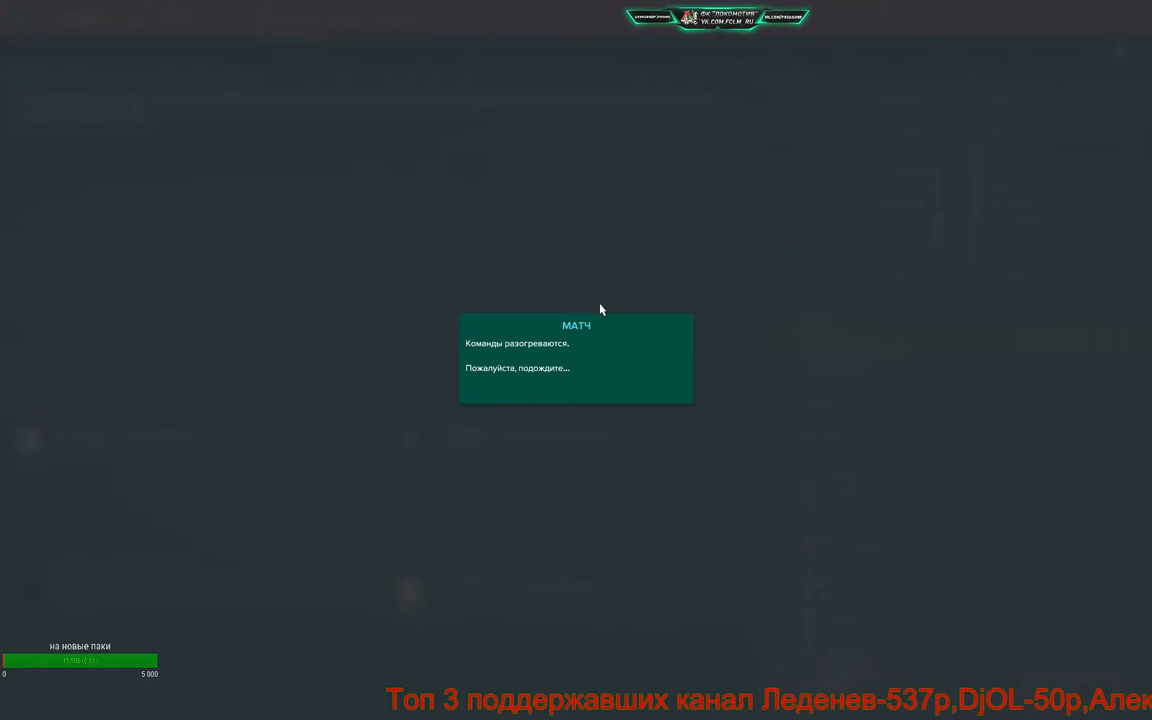 ФК "ЛОКОМОТИВ"
VK.COM.FCLM_RU
МАТЧ
Команды разогреваются.
Пожалуйста, подождите...
на новые паки
0
5 000
Топ 3 поддержавших канал Леденев-537р,DjOL-50р,Алек